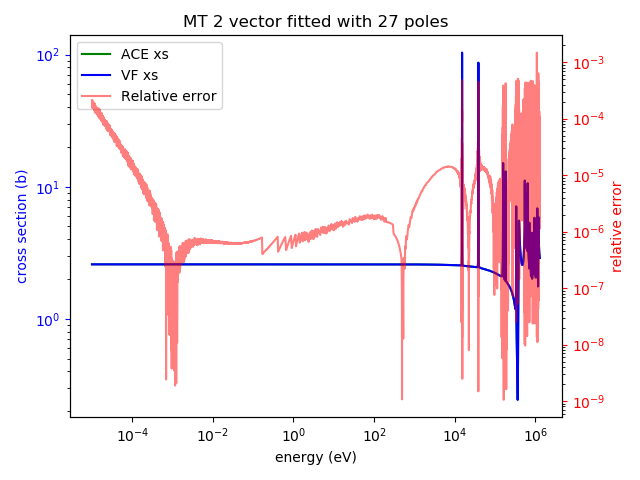 MT 2 vector fitted with 27 poles
ACE xs
VF xs
Relative error
cross section (b)
10²
10¹
10⁰
relative error
10⁻³
10⁻⁴
10⁻⁵
10⁻⁶
10⁻⁷
10⁻⁸
10⁻⁹
10⁻⁴
10⁻²
10⁰
10²
10⁴
10⁶
energy (eV)